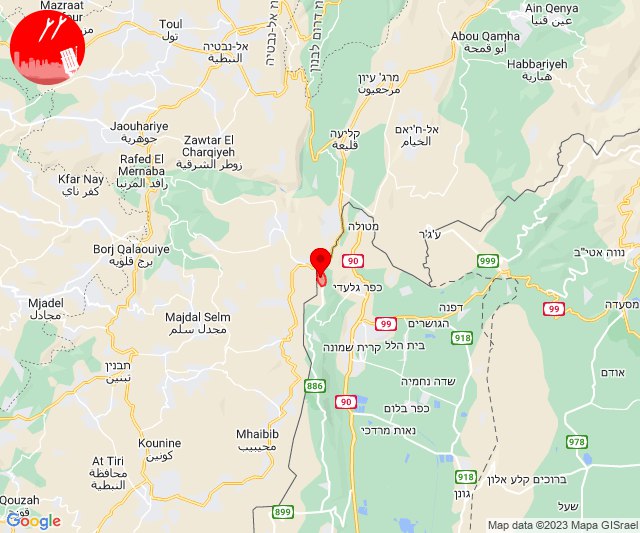 Mazraat
Toul
تول
אל-נבטיה
النبطية
Ain Qenya
عين قنيا
Abou Qamha
أبو قمحة
Habbariyeh
هبارية
מרג' עיון
مرجعيون
Jaouhariye
جوهرية
Zawtar El
Charqiyeh
زوطر الشرقية
קליעה
قليعة
אל-ח'יאם
الخيام
Rafed El
Mernaba
Kfar Nay
كفر ناي
מטולה
ע'ג'ר
Borj Qalaouiye
برج قلاويه
90
999
נווה אטי"ב
כפר גלעדי
Mjadel
مجادل
Majdal Selm
مجدل سلم
99
דפנה
הגושרים
99
מסעדה
918
קרית שמונה
בית הלל
תבנין
تبنين
886
שדה נחמיה
אודם
90
כפר בלום
נאות מרדכי
Mhaibib
محيبيب
Kounine
كونين
978
At Tiri
محافظة
النبطية
918
גונן
ברוכים קלע אלון
Qouzah
899
שעל
Google
Map data ©2023 Mapa GISrael